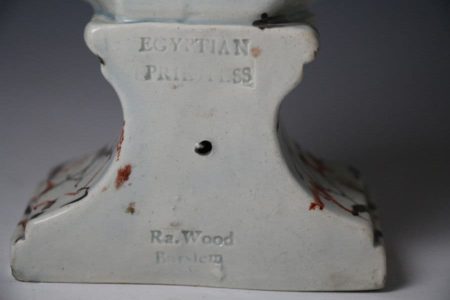 EGYPTIAN
PRIESTESS
Ra. Wood
Burslem